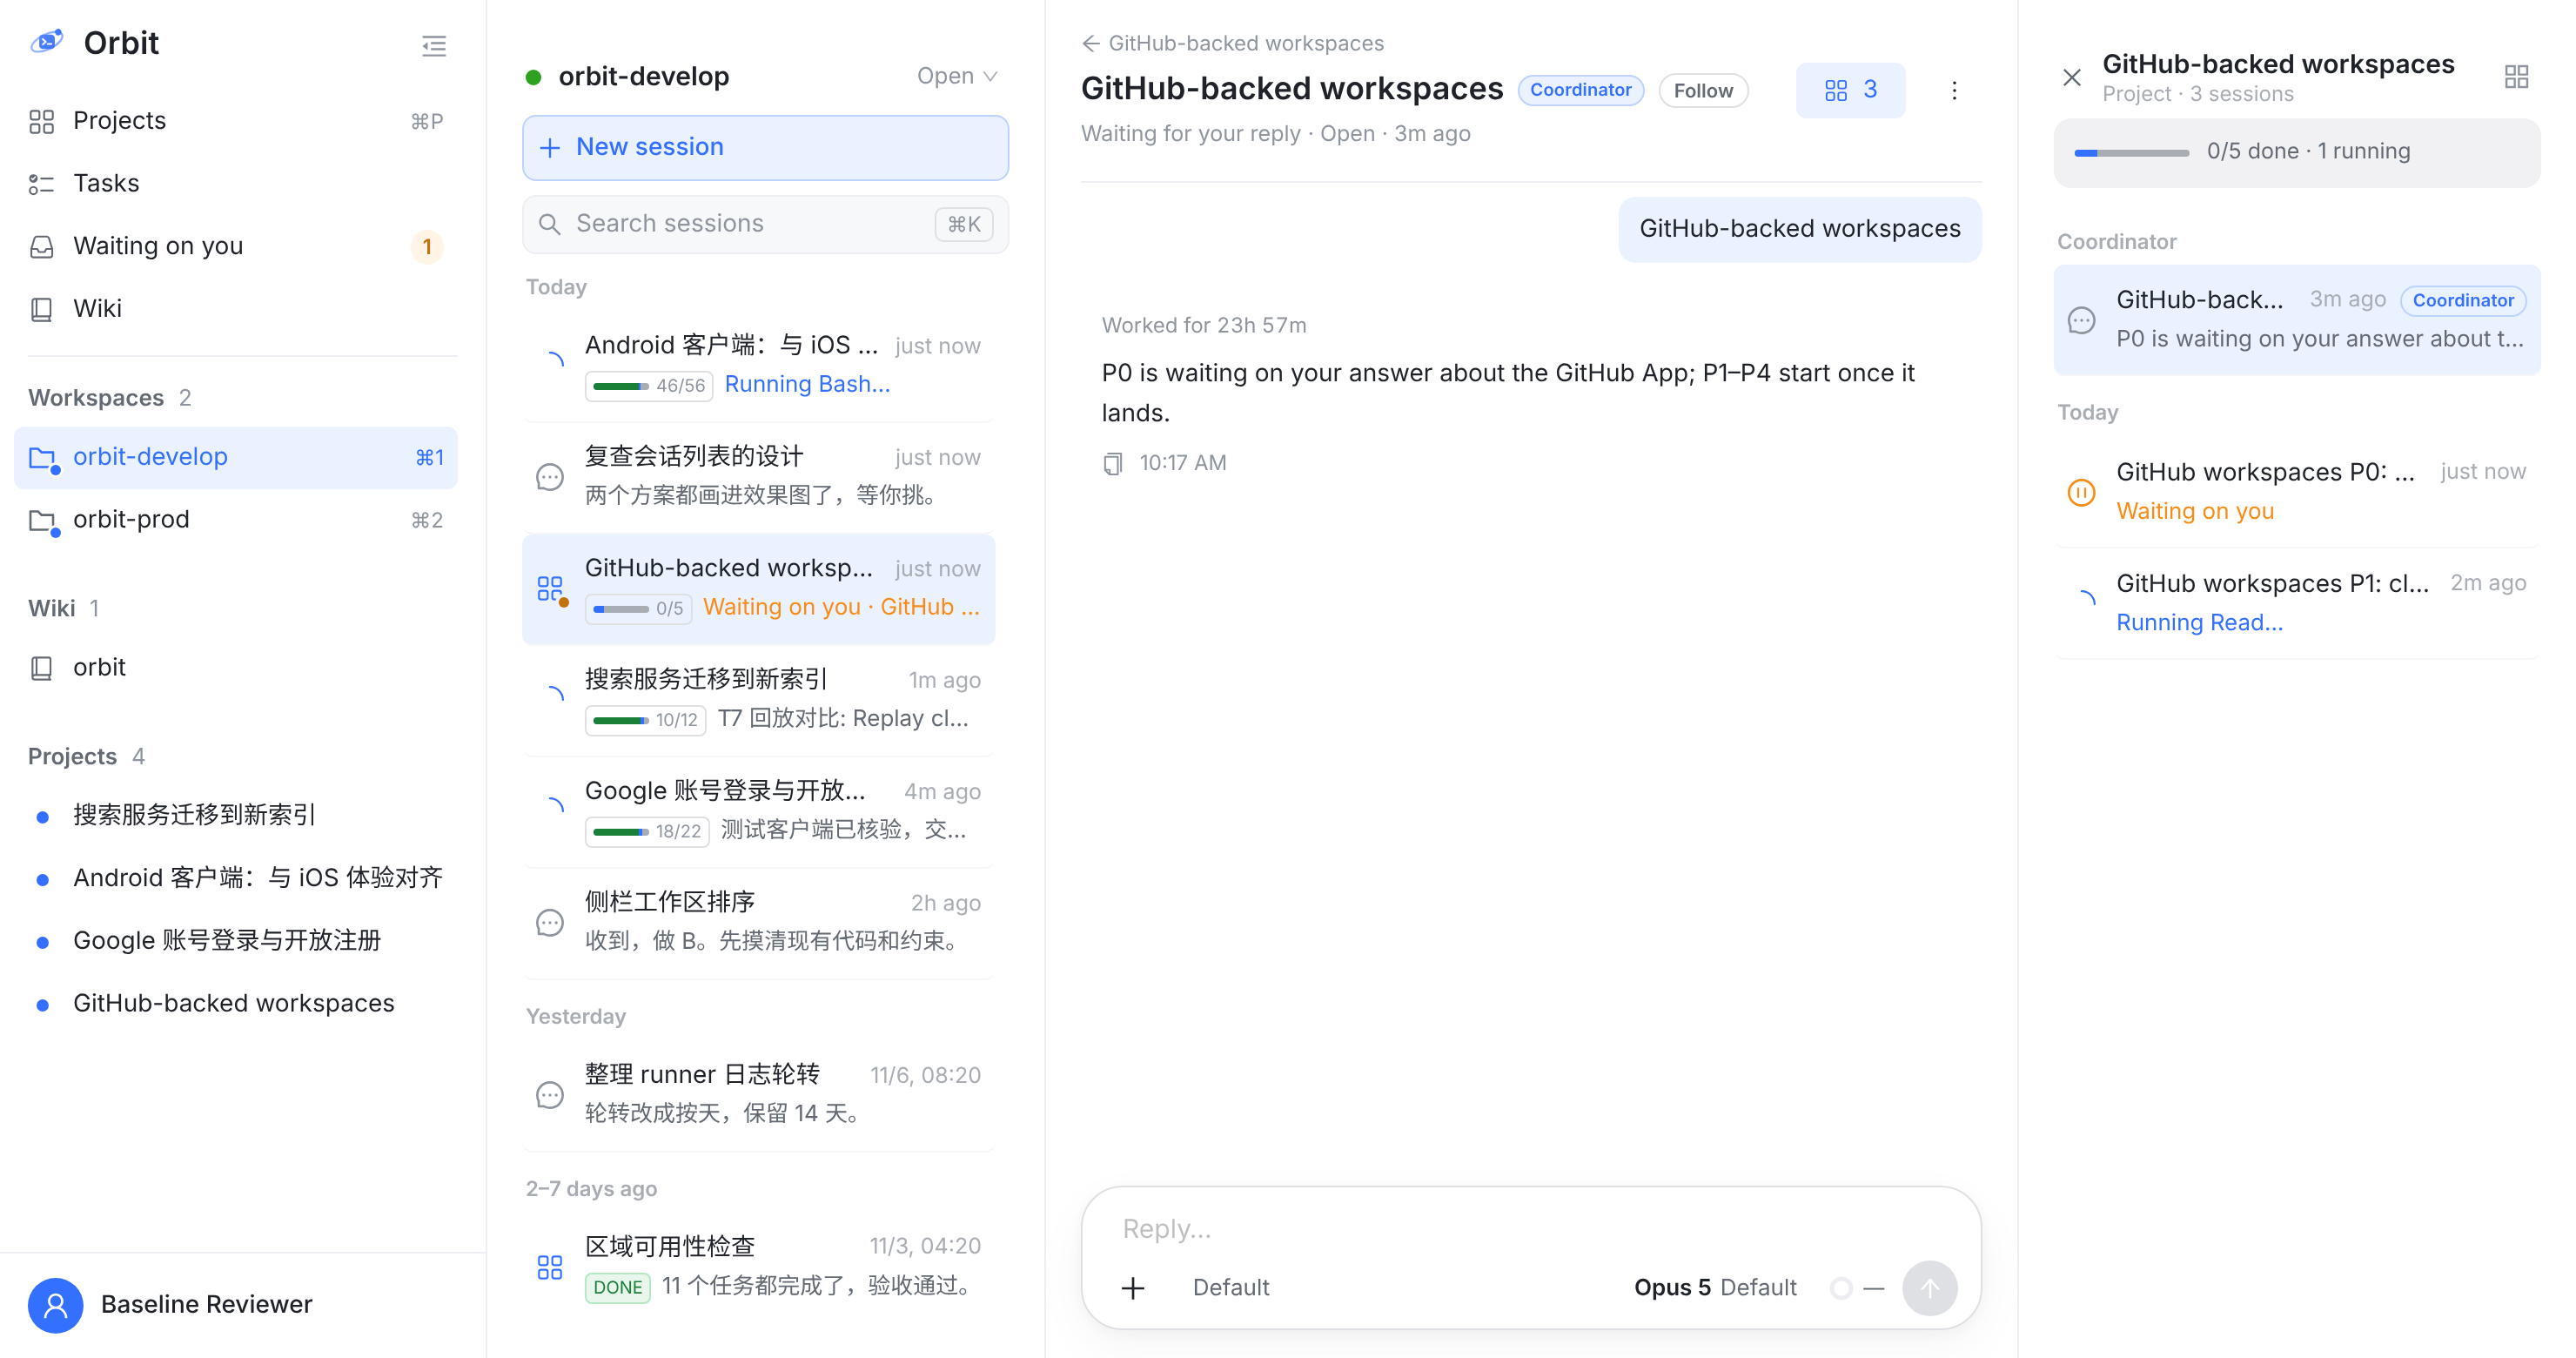 Orbit
Projects ⌘P
Tasks
Waiting on you 1
Wiki
Workspaces 2
orbit-develop ⌘1
orbit-prod ⌘2
Wiki 1
orbit
Projects 4
搜索服务迁移到新索引
Android 客户端：与 iOS 体验对齐
Google 账号登录与开放注册
GitHub-backed workspaces
Baseline Reviewer
orbit-develop Open
New session
Search sessions ⌘K
Today
Android 客户端：与 iOS ... just now
46/56 Running Bash...
复查会话列表的设计 just now
两个方案都画进效果图了，等你挑。
GitHub-backed worksp... just now
0/5 Waiting on you · GitHub ...
搜索服务迁移到新索引 1m ago
10/12 T7 回放对比: Replay cl...
Google 账号登录与开放... 4m ago
18/22 测试客户端已核验，交...
侧栏工作区排序 2h ago
收到，做 B。先摸清现有代码和约束。
Yesterday
整理 runner 日志轮转 11/6, 08:20
轮转改成按天，保留 14 天。
2–7 days ago
区域可用性检查 11/3, 04:20
DONE 11 个任务都完成了，验收通过。
← GitHub-backed workspaces
GitHub-backed workspaces Coordinator Follow 3
Waiting for your reply · Open · 3m ago
GitHub-backed workspaces
Worked for 23h 57m
P0 is waiting on your answer about the GitHub App; P1–P4 start once it
lands.
10:17 AM
Reply...
Default Opus 5 Default —
GitHub-backed workspaces
Project · 3 sessions
0/5 done · 1 running
Coordinator
GitHub-back... 3m ago Coordinator
P0 is waiting on your answer about t...
Today
GitHub workspaces P0: ... just now
Waiting on you
GitHub workspaces P1: cl... 2m ago
Running Read...